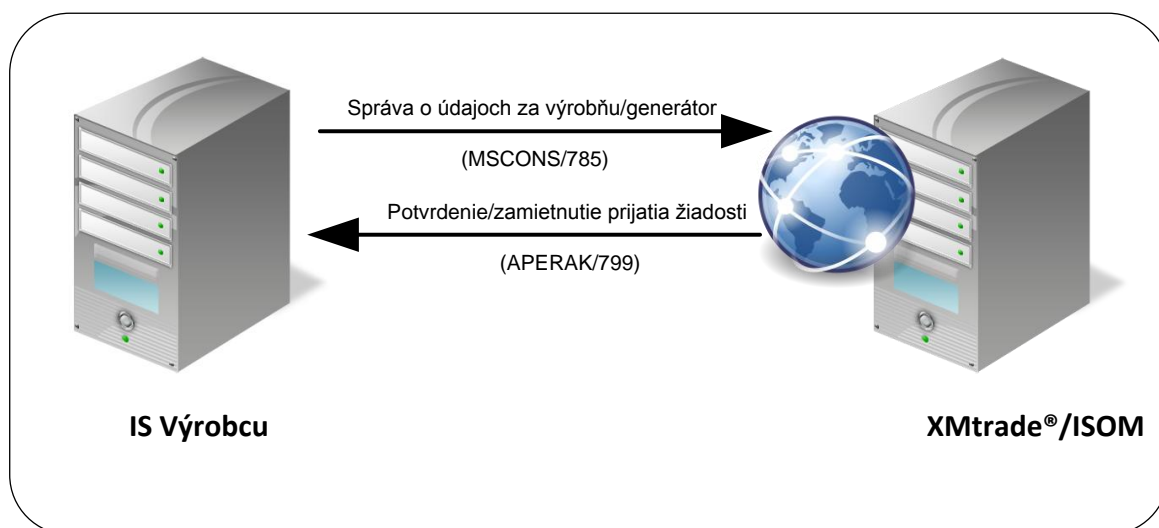 Správa o údajoch za výrobňu/generátor
(MSCONS/785)
Potvrdenie/zamietnutie prijatia žiadosti
(APERAK/799)
IS Výrobcu
XMtrade®/ISOM